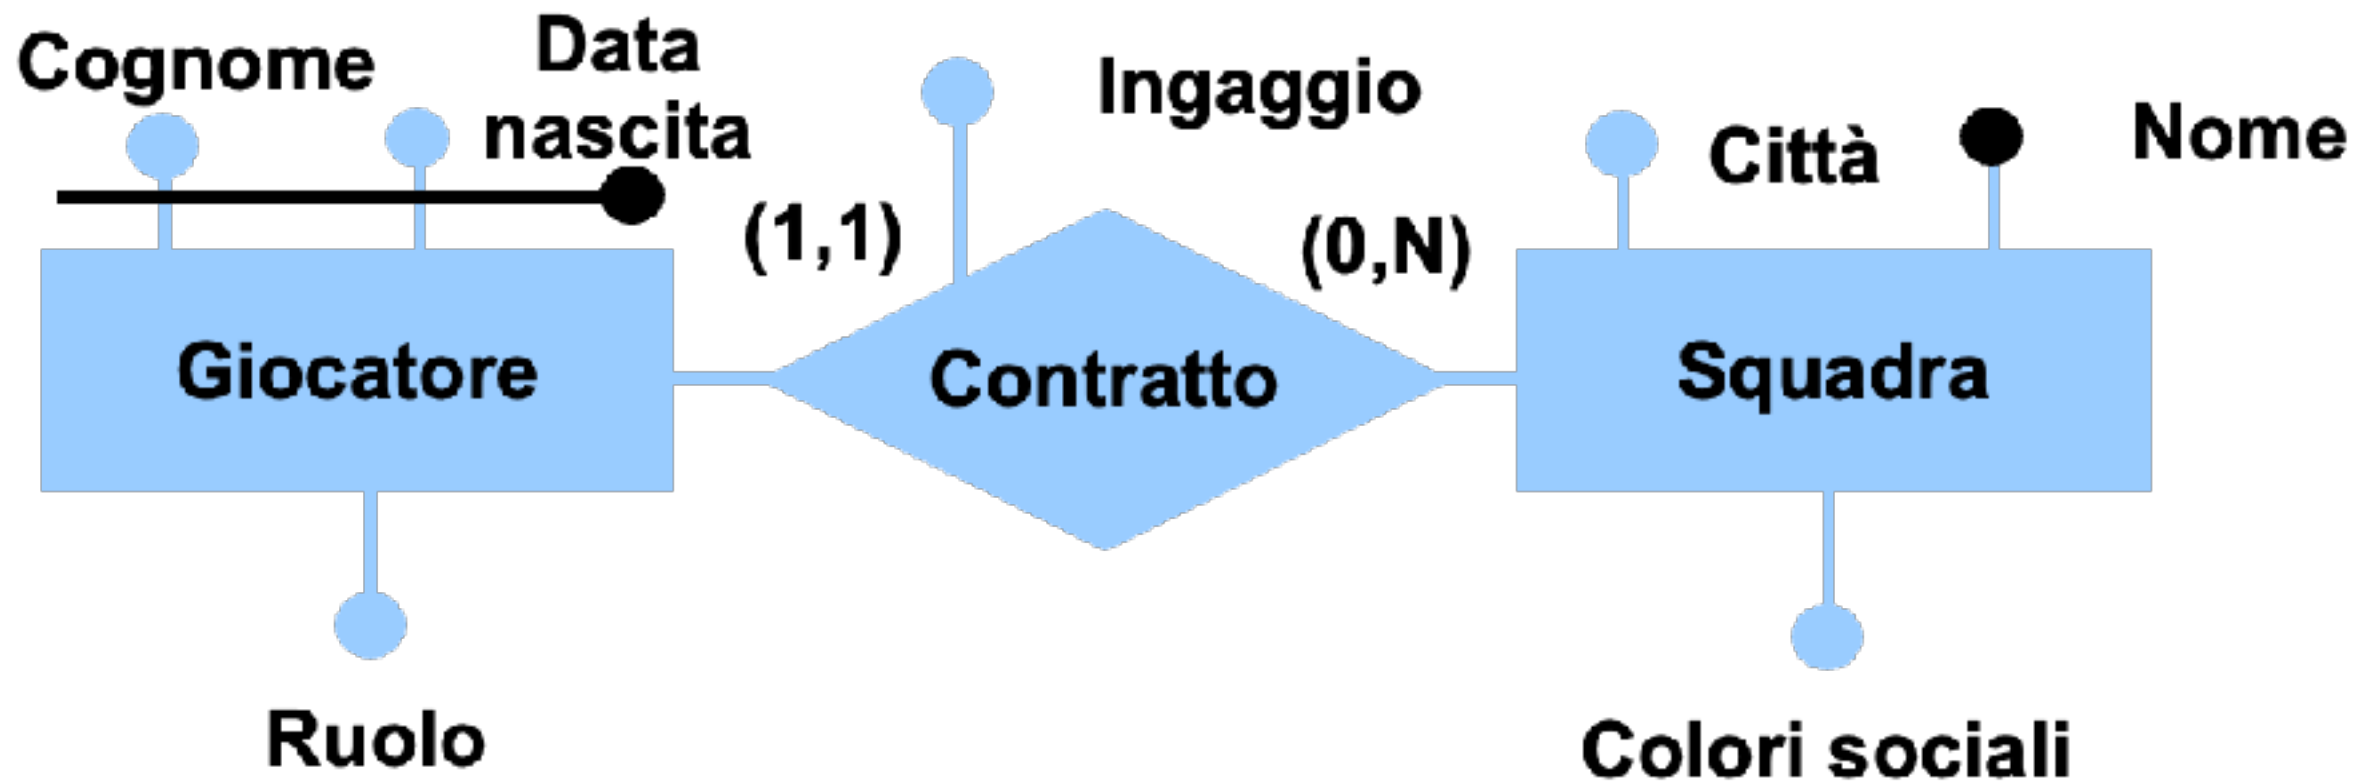 Cognome
Data
nascita
Ingaggio
Città
Nome
(1,1)
(0,N)
Giocatore
Contratto
Squadra
Ruolo
Colori sociali